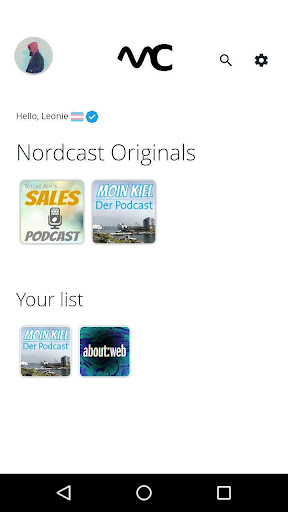 Hello, Leonie
Nordcast Originals
Tobias Ain's
SALES
PODCAST
MOIN KIEL
Der Podcast
Your list
MOIN KIEL
Der Podcast
about:web